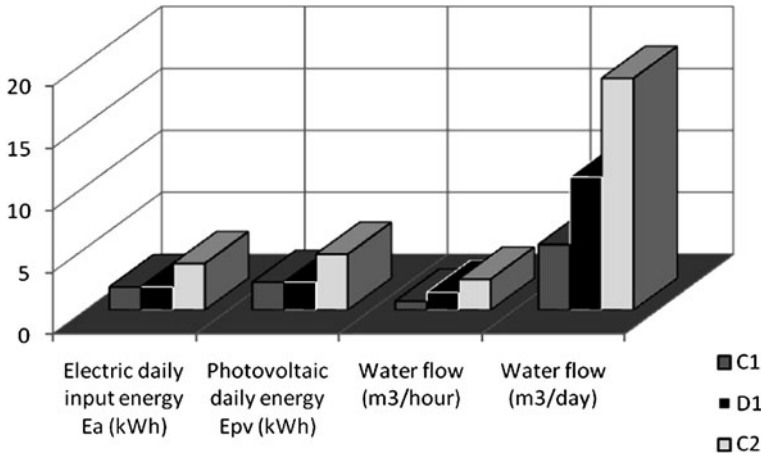 20
15
10
5
0
Electric daily
input energy
Ea (kWh)
Photovoltaic
daily energy
Epv (kWh)
Water flow
(m3/hour)
Water flow
(m3/day)
C1
D1
C2